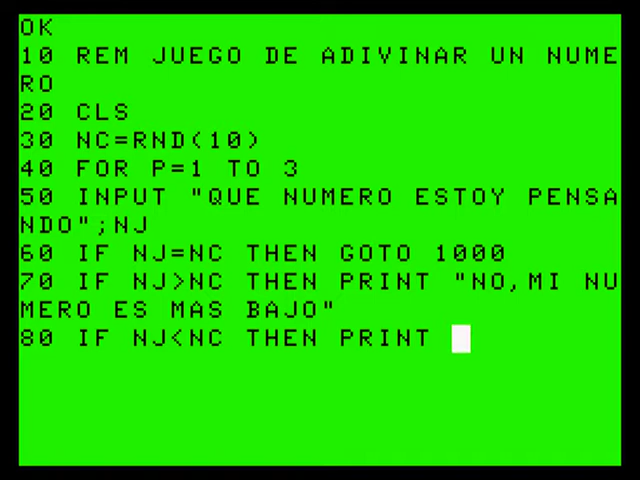 OK
10 REM JUEGO DE ADIVINAR UN NUME
RO
20 CLS
30 NC=RND(10)
40 FOR P=1 TO 3
50 INPUT "QUE NUMERO ESTOY PENSA
NDO";NJ
60 IF NJ=NC THEN GOTO 1000
70 IF NJ>NC THEN PRINT "NO,MI NU
MERO ES MAS BAJO"
80 IF NJ<NC THEN PRINT